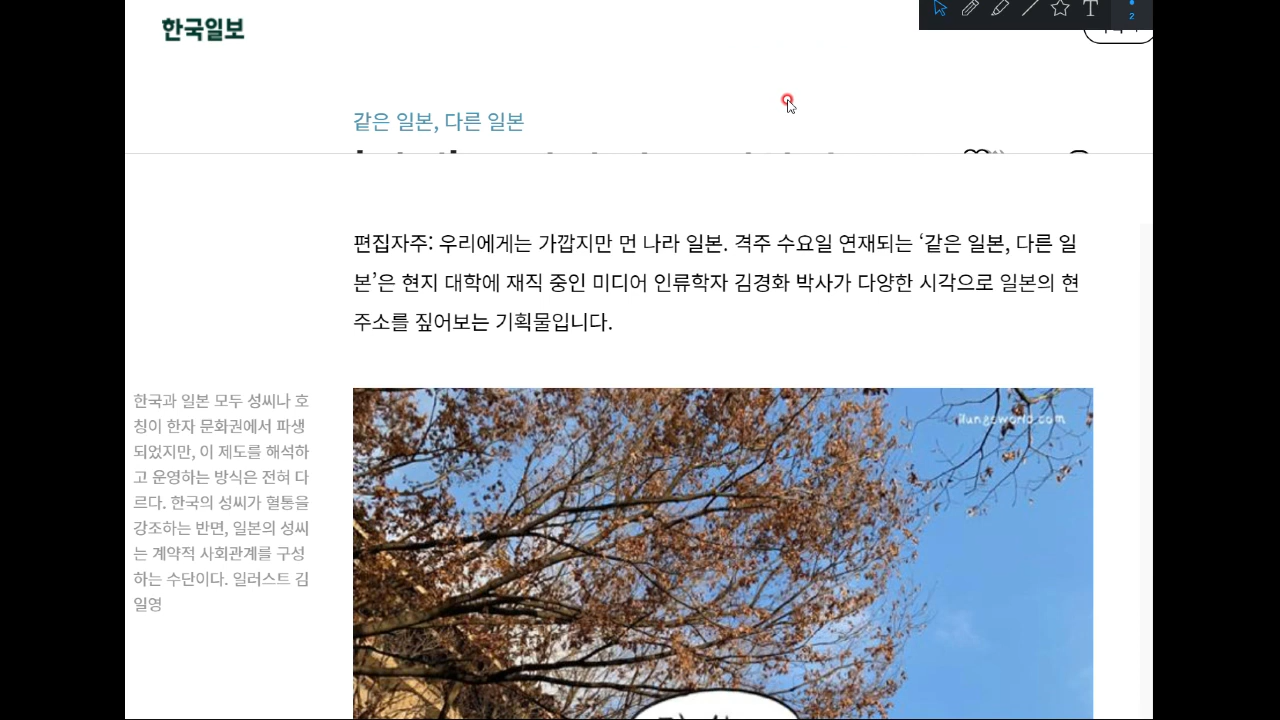 한국일보
T
2
같은 일본, 다른 일본
편집자주: 우리에게는 가깝지만 먼 나라 일본. 격주 수요일 연재되는 ‘같은 일본, 다른 일
본’은 현지 대학에 재직 중인 미디어 인류학자 김경화 박사가 다양한 시각으로 일본의 현
주소를 짚어보는 기획물입니다.
한국과 일본 모두 성씨나 호
칭이 한자 문화권에서 파생
되었지만, 이 제도를 해석하
고 운영하는 방식은 전혀 다
르다. 한국의 성씨가 혈통을
강조하는 반면, 일본의 성씨
는 계약적 사회관계를 구성
하는 수단이다. 일러스트 김
일영
ilungsworld.com